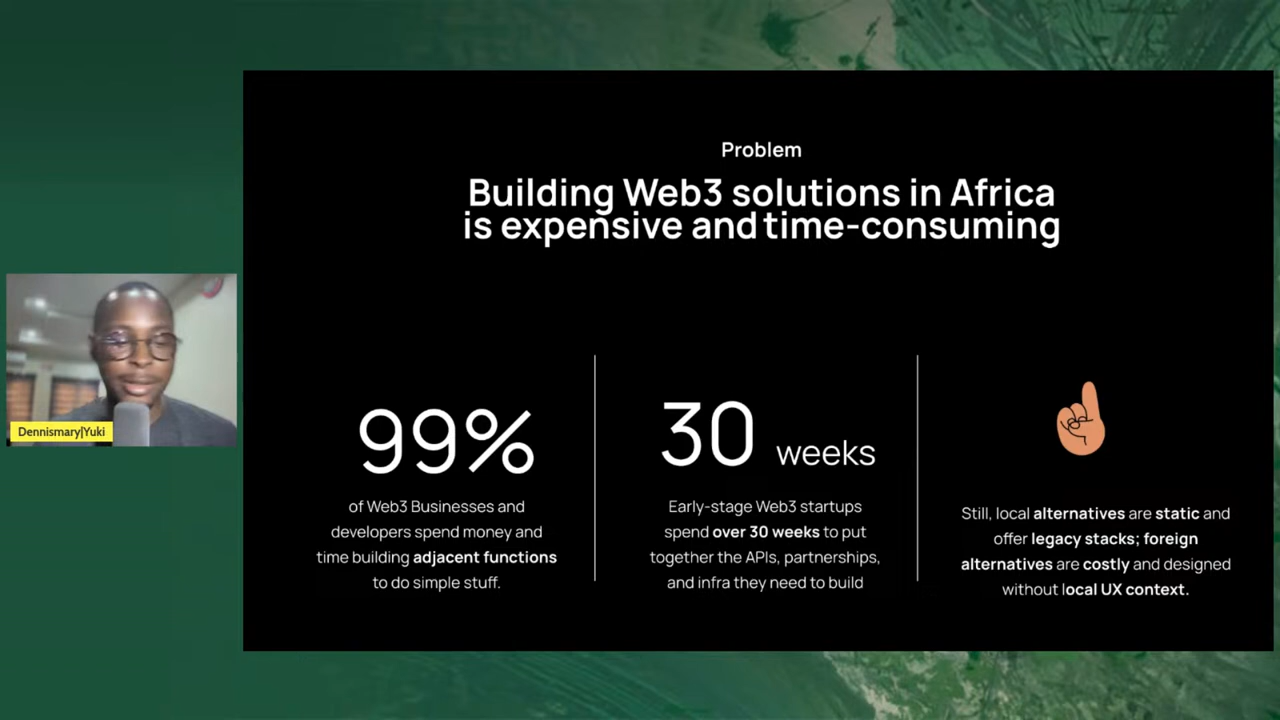 Problem
Building Web3 solutions in Africa
is expensive and time-consuming
99%
of Web3 Businesses and
developers spend money and
time building adjacent functions
to do simple stuff.
30 weeks
Early-stage Web3 startups
spend over 30 weeks to put
together the APIs, partnerships,
and infra they need to build
Still, local alternatives are static and
offer legacy stacks; foreign
alternatives are costly and designed
without local UX context.
Dennismary|Yuki